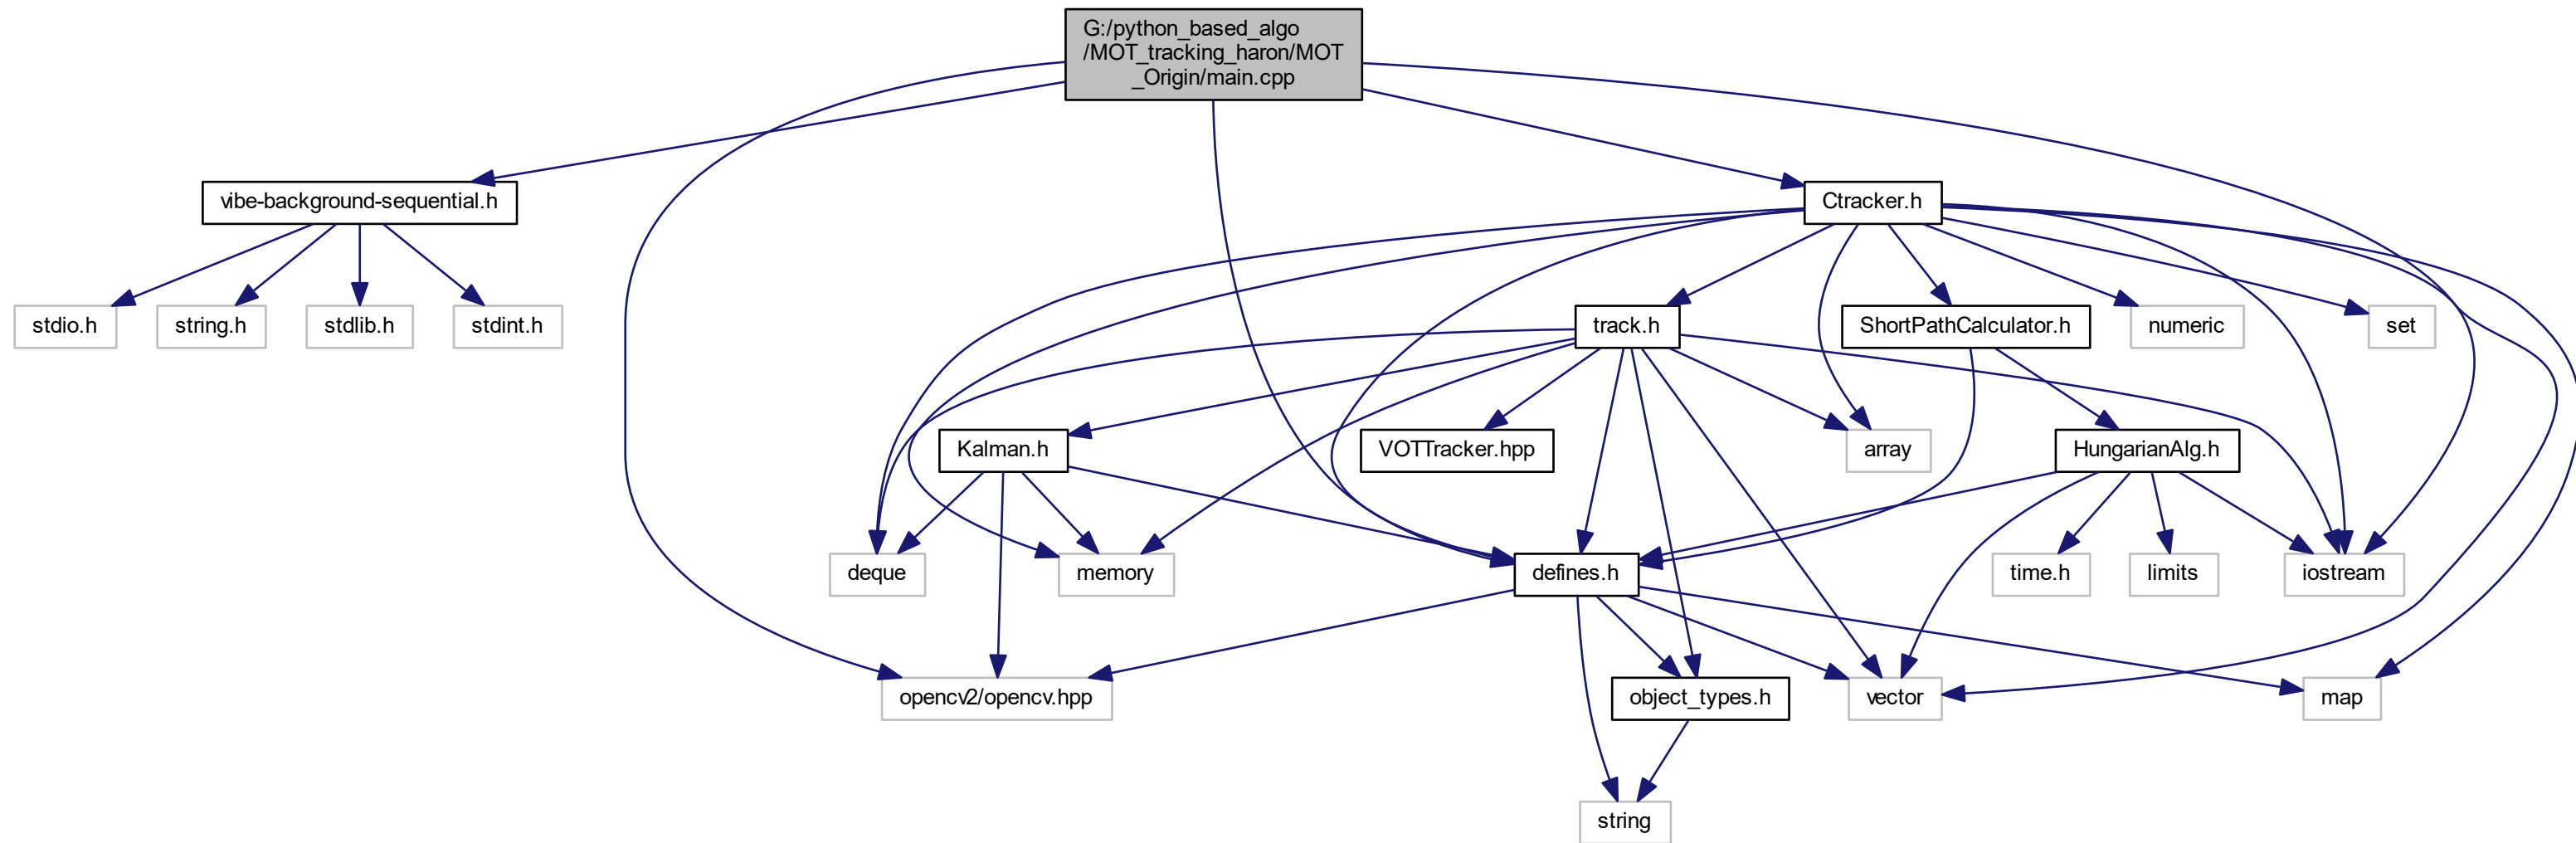 G:/python_based_algo
/MOT_tracking_haron/MOT
_Origin/main.cpp
vibe-background-sequential.h
Ctracker.h
stdio.h
string.h
stdlib.h
stdint.h
track.h
ShortPathCalculator.h
numeric
set
Kalman.h
VOTTracker.hpp
array
HungarianAlg.h
deque
memory
defines.h
time.h
limits
iostream
opencv2/opencv.hpp
object_types.h
vector
map
string